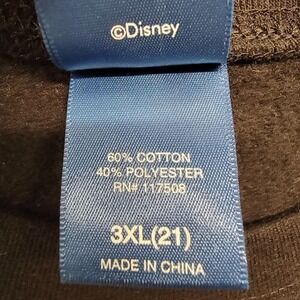 ©Disney
60% COTTON
40% POLYESTER
RN# 117508
3XL(21)
MADE IN CHINA